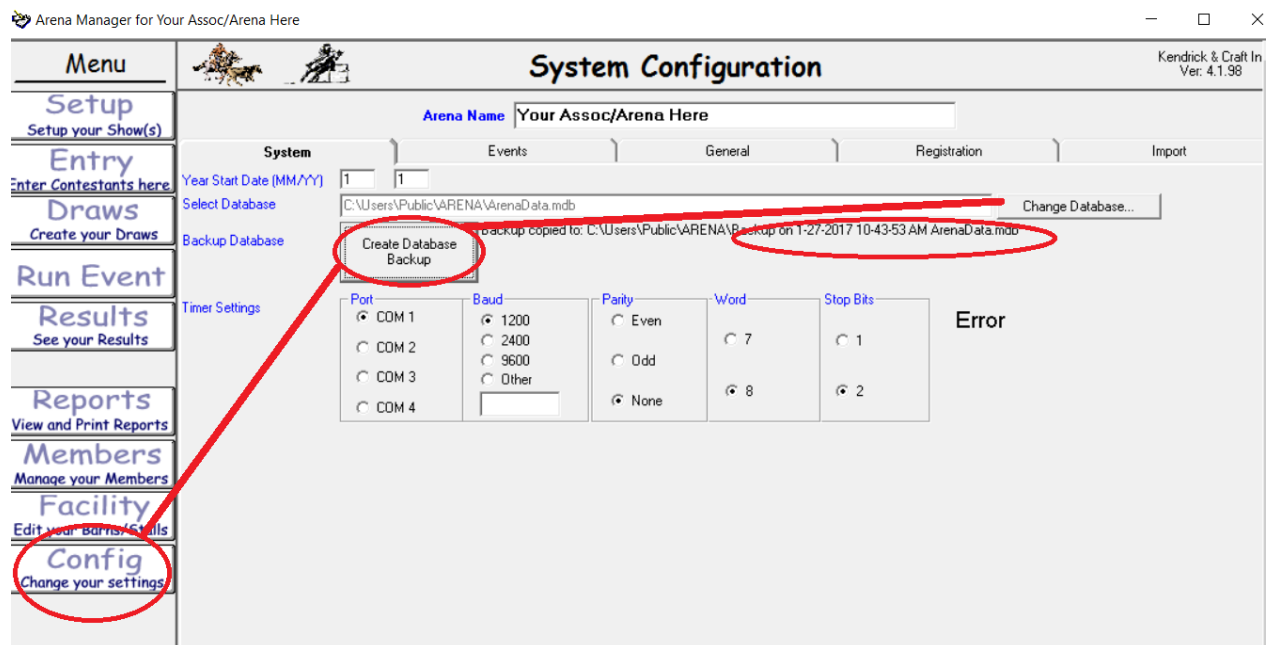 Arena Manager for Your Assoc/Arena Here
Menu
System Configuration
Kendrick & Craft In
Ver: 4.1.98
Setup
Setup your Show(s)
Entry
Enter Contestants here
Draws
Create your Draws
Run Event
Results
See your Results
Reports
View and Print Reports
Members
Manage your Members
Facility
Edit your Barns/Stalls
Config
Change your settings
Arena Name Your Assoc/Arena Here
System Events General Registration Import
Year Start Date (MM/YY) 1 1
Select Database C:\Users\Public\ARENA\ArenaData.mdb Change Database...
Backup Database Create Database Backup copied to: C:\Users\Public\ARENA\Backup on 1-27-2017 10-43-53 AM ArenaData.mdb
Backup
Timer Settings
Port
COM 1
COM 2
COM 3
COM 4
Baud
1200
2400
9600
Other
Parity
Even
Odd
None
Word
7
8
Stop Bits
1
2
Error